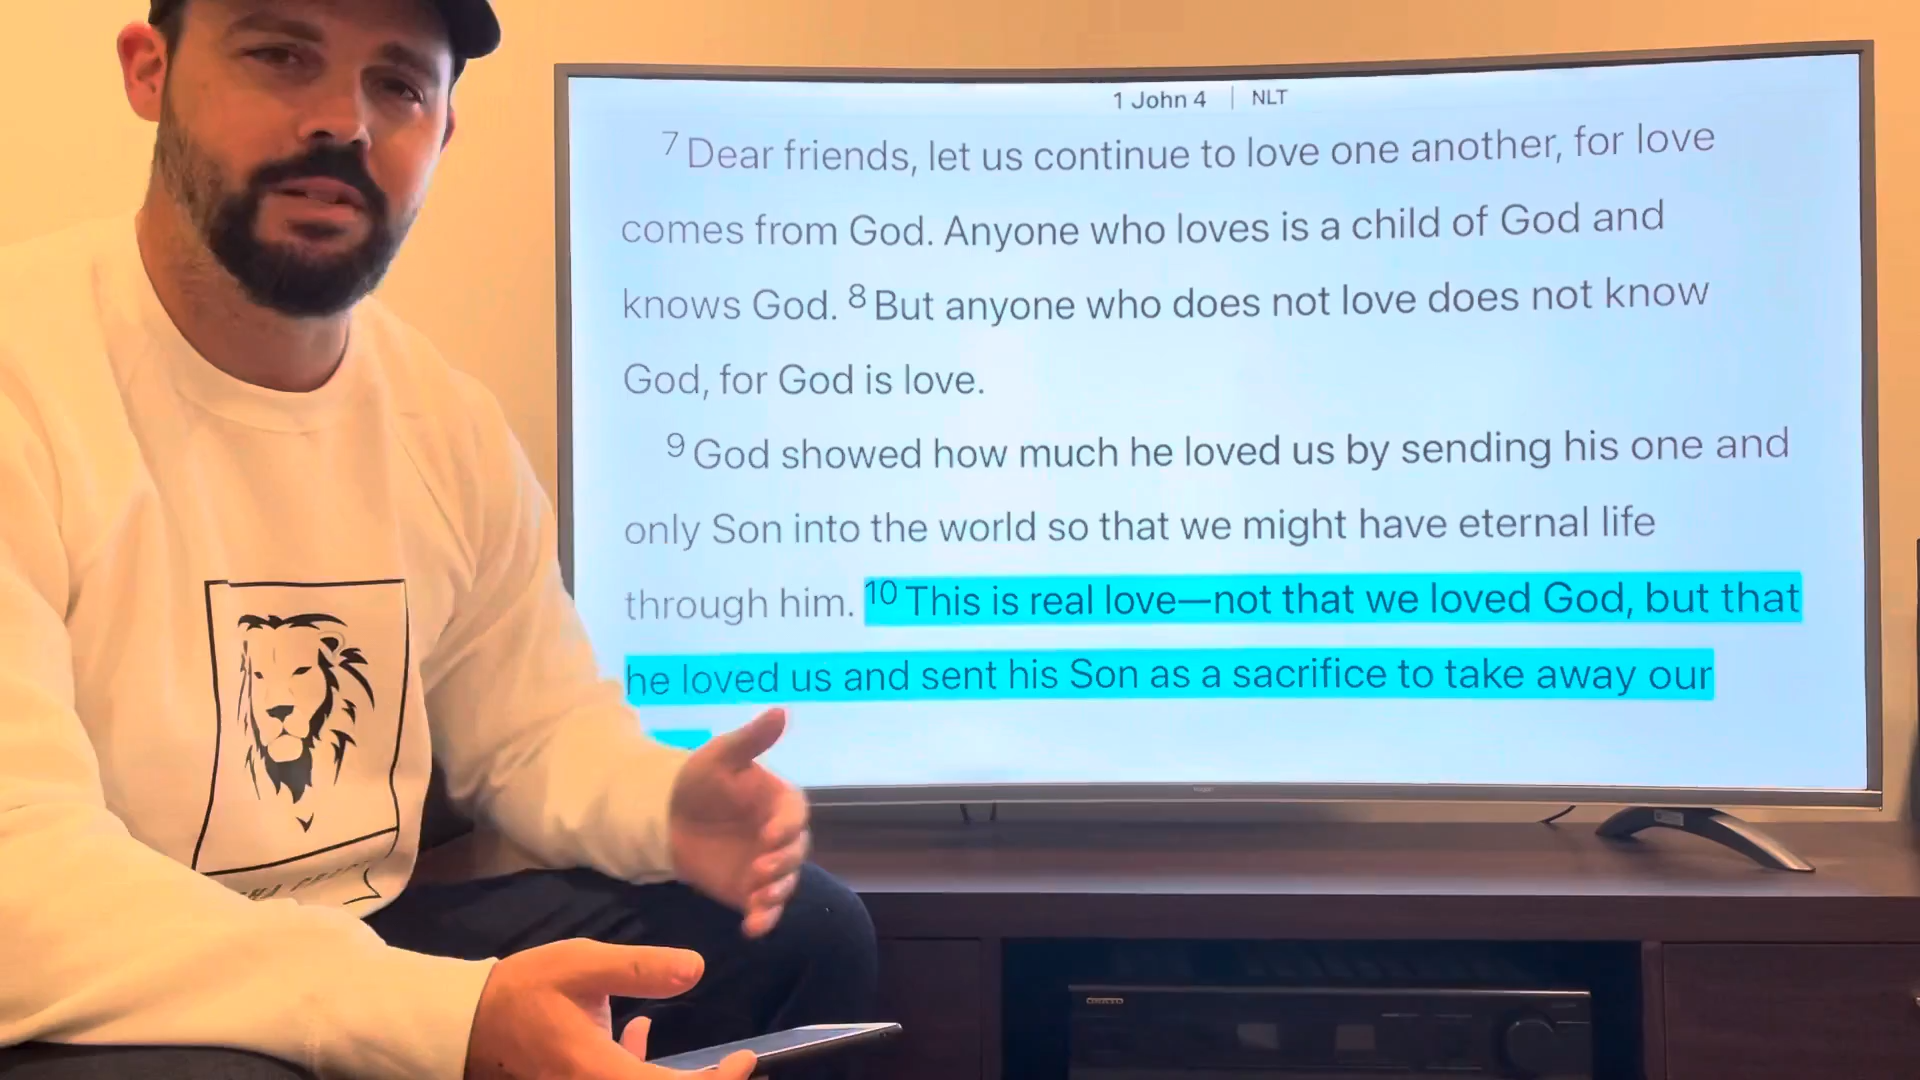 1 John 4 | NLT
7 Dear friends, let us continue to love one another, for love
comes from God. Anyone who loves is a child of God and
knows God. 8 But anyone who does not love does not know
God, for God is love.
9 God showed how much he loved us by sending his one and
only Son into the world so that we might have eternal life
through him. 10 This is real love—not that we loved God, but that
he loved us and sent his Son as a sacrifice to take away our
ONKYO